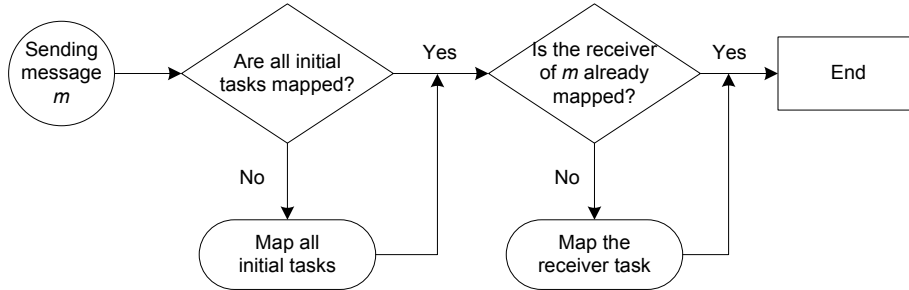 Sending
message
m
Are all initial
tasks mapped?
Yes
No
Map all
initial tasks
Is the receiver
of m already
mapped?
Yes
No
Map the
receiver task
End